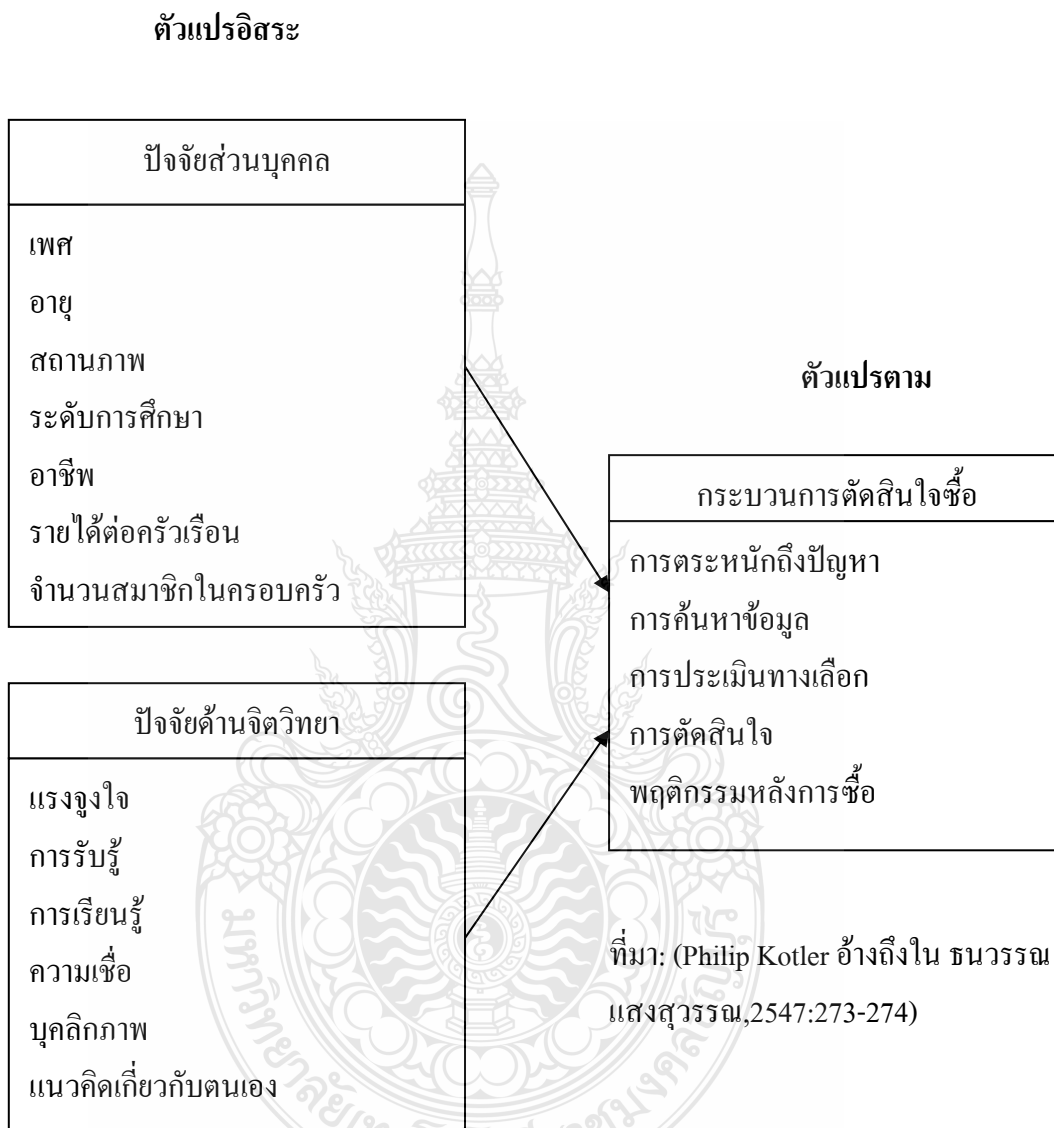 ตัวแปรอิสระ
ปัจจัยส่วนบุคคล
เพศ
อายุ
สถานภาพ
ระดับการศึกษา
อาชีพ
รายได้ต่อครัวเรือน
จำนวนสมาชิกในครอบครัว
ปัจจัยด้านจิตวิทยา
แรงจูงใจ
การรับรู้
การเรียนรู้
ความเชื่อ
บุคลิกภาพ
แนวคิดเกี่ยวกับตนเอง
ตัวแปรตาม
กระบวนการตัดสินใจซื้อ
การตระหนักถึงปัญหา
การค้นหาข้อมูล
การประเมินทางเลือก
การตัดสินใจ
พฤติกรรมหลังการซื้อ
ที่มา: (Philip Kotler อ้างถึงใน ธนวรรณ
แสงสุวรรณ,2547:273-274)